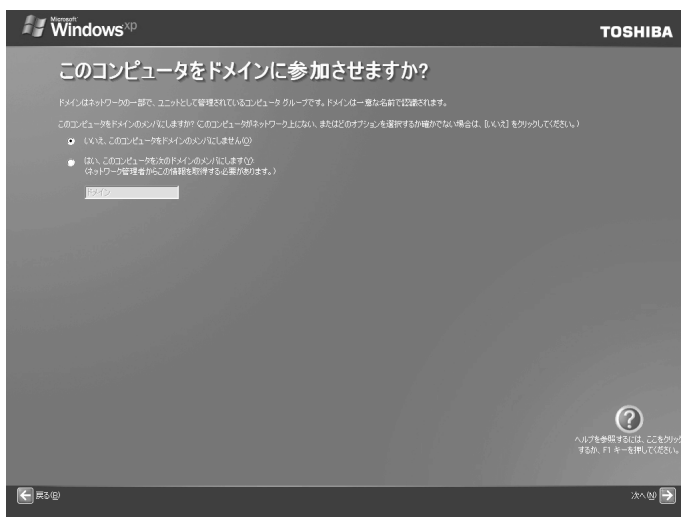 Microsoft
Windows xp
TOSHIBA
このコンピュータをドメインに参加させますか?
ドメインはネットワークの一部で、ユニットとして管理されているコンピュータ グループです。ドメインは一意な名前で認識されます。
このコンピュータをドメインのメンバにしますか? (このコンピュータがネットワーク上にない、またはどのオプションを選択するか確かでない場合は、[いいえ] をクリックしてください。)
いいえ、このコンピュータをドメインのメンバにしません(O)
はい、このコンピュータを次のドメインのメンバにします(Y):
(ネットワーク管理者からこの情報を取得する必要があります。)
ドメイン
?
ヘルプを参照するには、ここをクリック
するか、F1 キーを押してください。
戻る(B)
次へ(N)